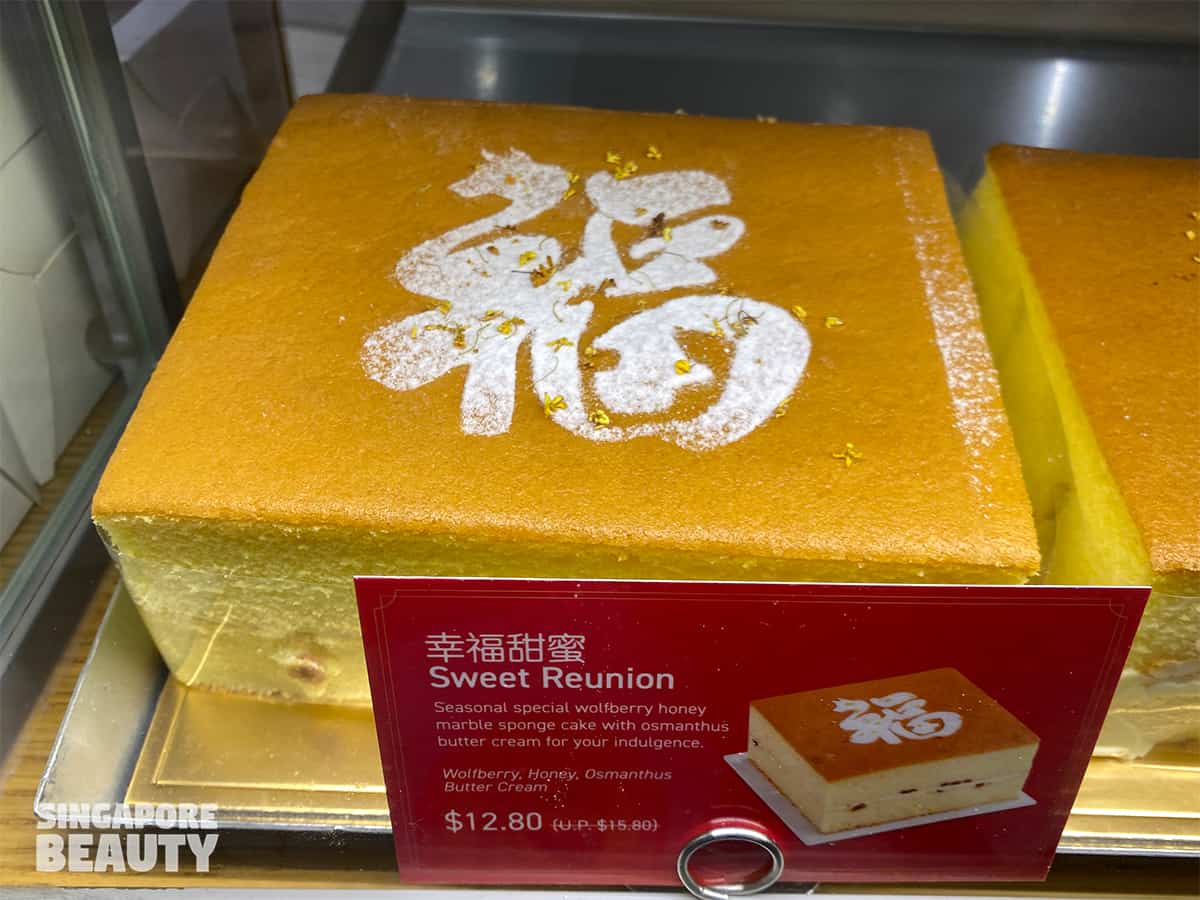 福
幸福甜蜜
Sweet Reunion
Seasonal special wolfberry honey
marble sponge cake with osmanthus
butter cream for your indulgence.
Wolfberry, Honey, Osmanthus
Butter Cream
$12.80 (U.P. $15.80)
福
SINGAPORE
BEAUTY